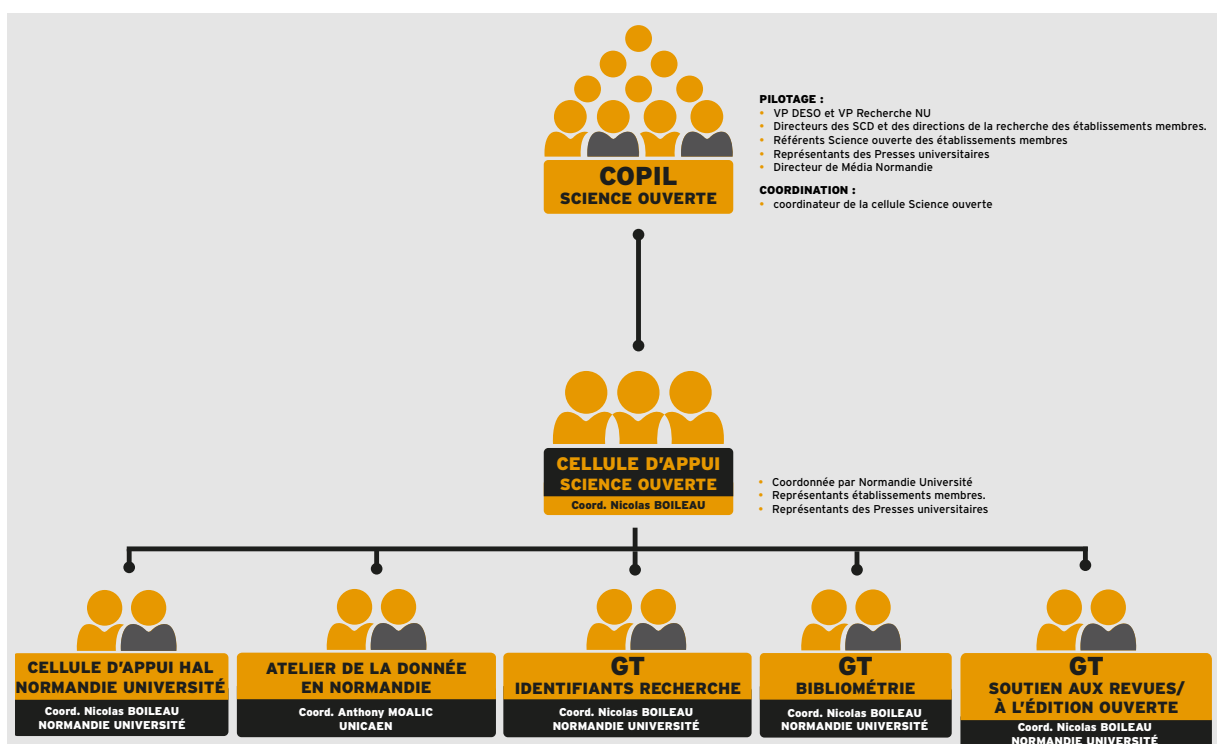 PILOTAGE :
• VP DESO et VP Recherche NU
• Directeurs des SCD et des directions de la recherche des établissements membres.
• Référents Science ouverte des établissements membres
• Représentants des Presses universitaires
• Directeur de Média Normandie
COORDINATION :
• coordinateur de la cellule Science ouverte
COPIL
SCIENCE OUVERTE
CELLULE D'APPUI
SCIENCE OUVERTE
Coord. Nicolas BOILEAU
• Coordonnée par Normandie Université
• Représentants établissements membres.
• Représentants des Presses universitaires
CELLULE D'APPUI HAL
NORMANDIE UNIVERSITÉ
Coord. Nicolas BOILEAU
NORMANDIE UNIVERSITÉ
ATELIER DE LA DONNÉE
EN NORMANDIE
Coord. Anthony MOALIC
UNICAEN
GT
IDENTIFIANTS RECHERCHE
Coord. Nicolas BOILEAU
NORMANDIE UNIVERSITÉ
GT
BIBLIOMÉTRIE
Coord. Nicolas BOILEAU
NORMANDIE UNIVERSITÉ
GT
SOUTIEN AUX REVUES/
À L'ÉDITION OUVERTE
Coord. Nicolas BOILEAU
NORMANDIE UNIVERSITÉ